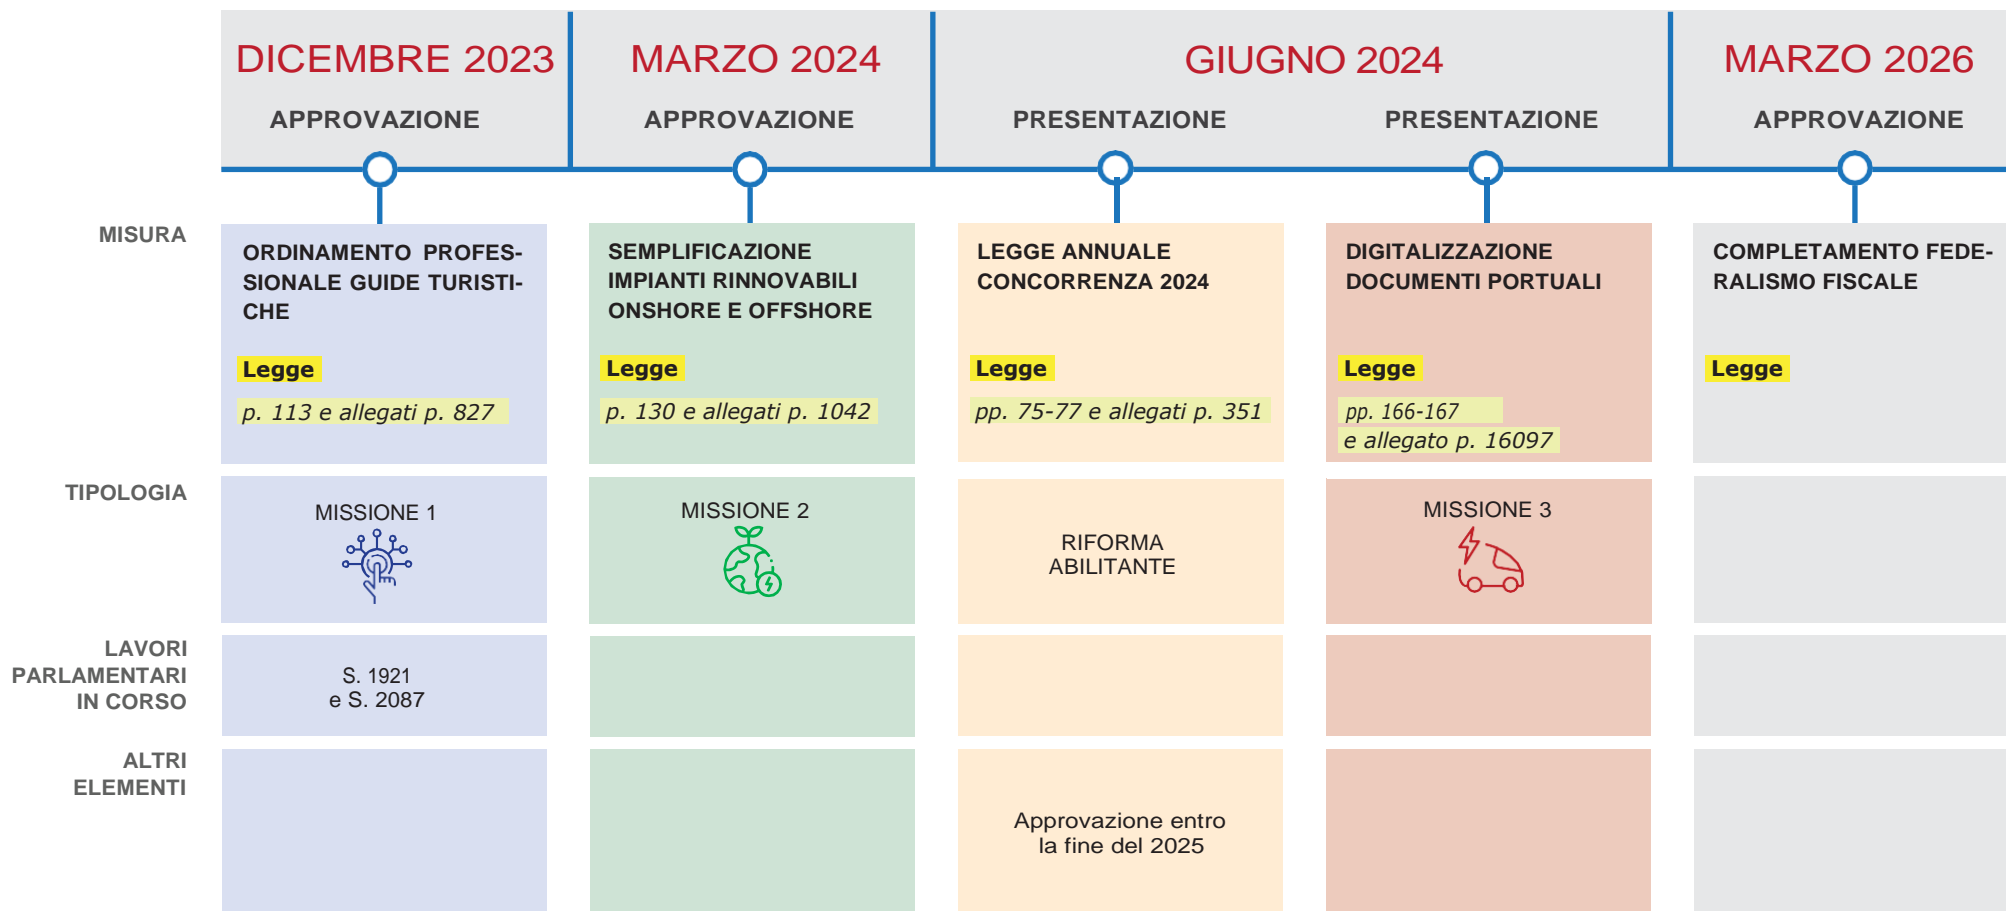 DICEMBRE 2023
APPROVAZIONE
MARZO 2024
APPROVAZIONE
GIUGNO 2024
PRESENTAZIONE
PRESENTAZIONE
MARZO 2026
APPROVAZIONE
MISURA
ORDINAMENTO PROFES-
SIONALE GUIDE TURISTI-
CHE
Legge
p. 113 e allegati p. 827
SEMPLIFICAZIONE
IMPIANTI RINNOVABILI
ONSHORE E OFFSHORE
Legge
p. 130 e allegati p. 1042
LEGGE ANNUALE
CONCORRENZA 2024
Legge
pp. 75-77 e allegati p. 351
DIGITALIZZAZIONE
DOCUMENTI PORTUALI
Legge
pp. 166-167
e allegato p. 16097
COMPLETAMENTO FEDE-
RALISMO FISCALE
Legge
TIPOLOGIA
MISSIONE 1
MISSIONE 2
RIFORMA
ABILITANTE
MISSIONE 3
LAVORI
PARLAMENTARI
IN CORSO
S. 1921
e S. 2087
ALTRI
ELEMENTI
Approvazione entro
la fine del 2025